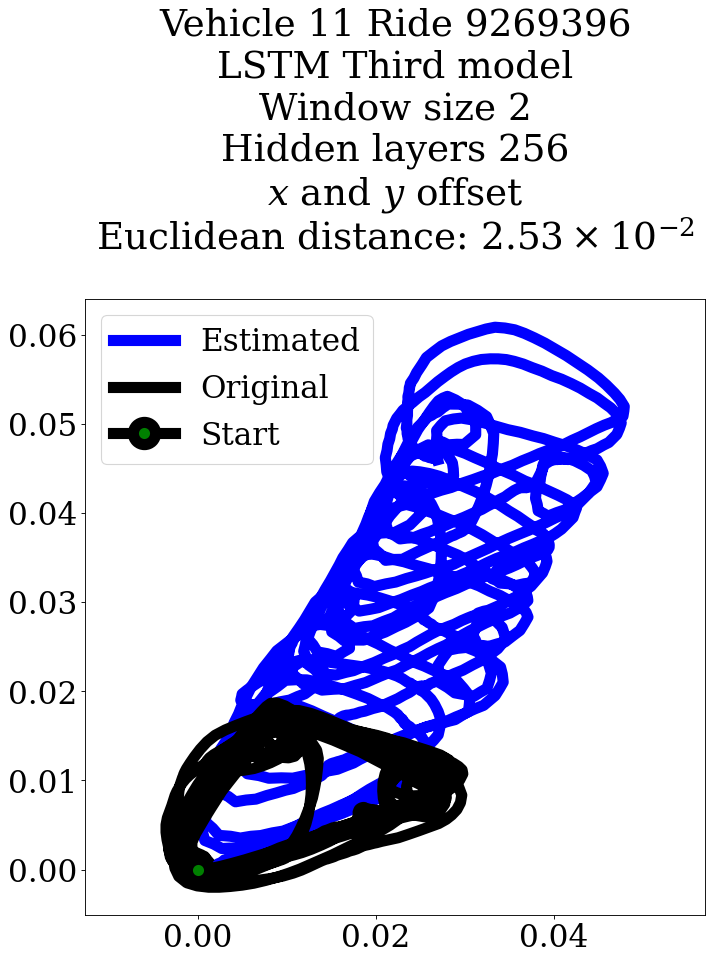 Vehicle 11 Ride 9269396
LSTM Third model
Window size 2
Hidden layers 256
x and y offset
Euclidean distance: 2.53 × 10⁻²
Estimated
Original
Start
0.06
0.05
0.04
0.03
0.02
0.01
0.00
0.00 0.02 0.04